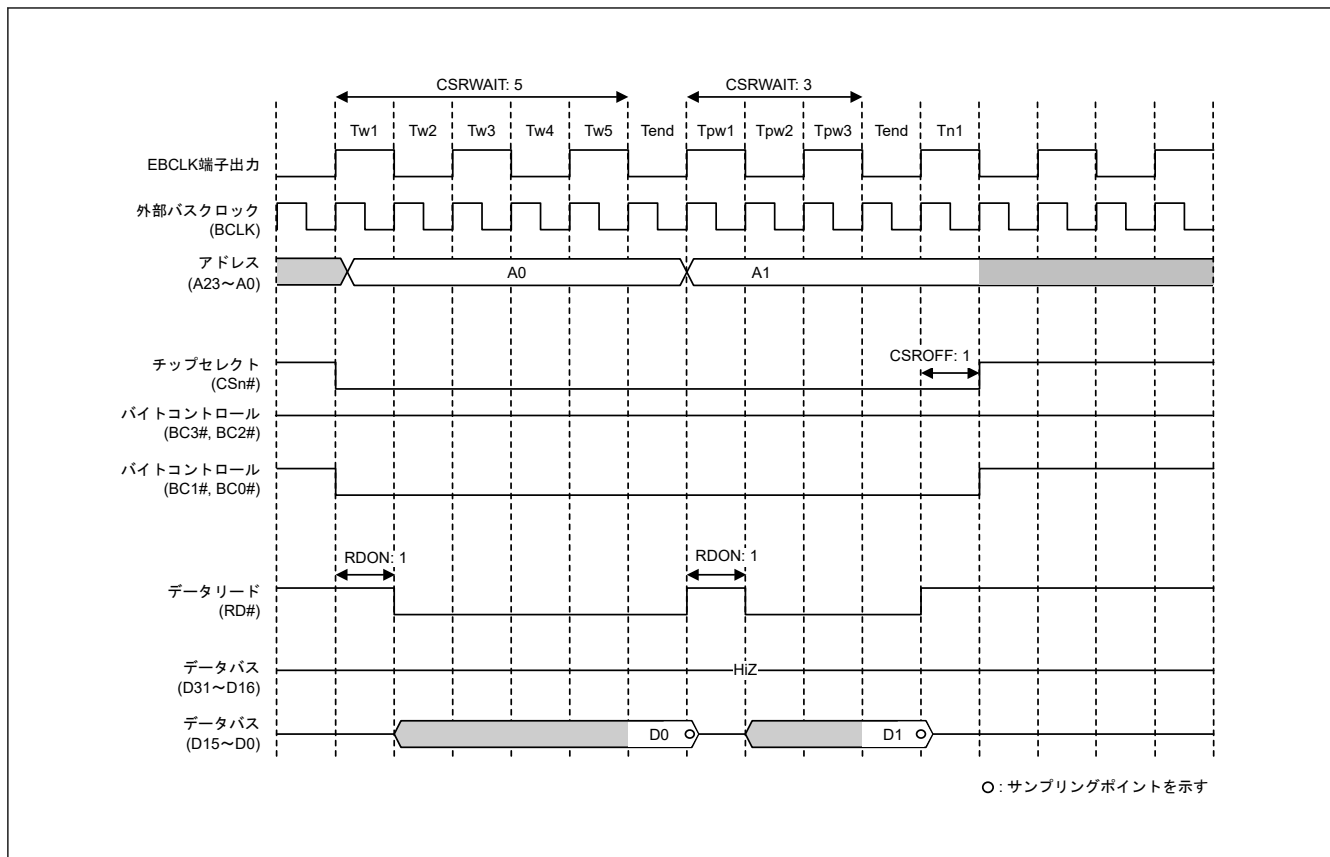 CSRWAIT: 5
CSRWAIT: 3
Tw1 Tw2 Tw3 Tw4 Tw5 Tend Tpw1 Tpw2 Tpw3 Tend Tn1
EBCLK端子出力
外部バスクロック
(BCLK)
アドレス
(A23～A0)
A0
A1
チップセレクト
(CSn#)
CSROFF: 1
バイトコントロール
(BC3#, BC2#)
バイトコントロール
(BC1#, BC0#)
RDON: 1
RDON: 1
データリード
(RD#)
データバス
(D31～D16)
HiZ
データバス
(D15～D0)
D0
D1
: サンプリングポイントを示す